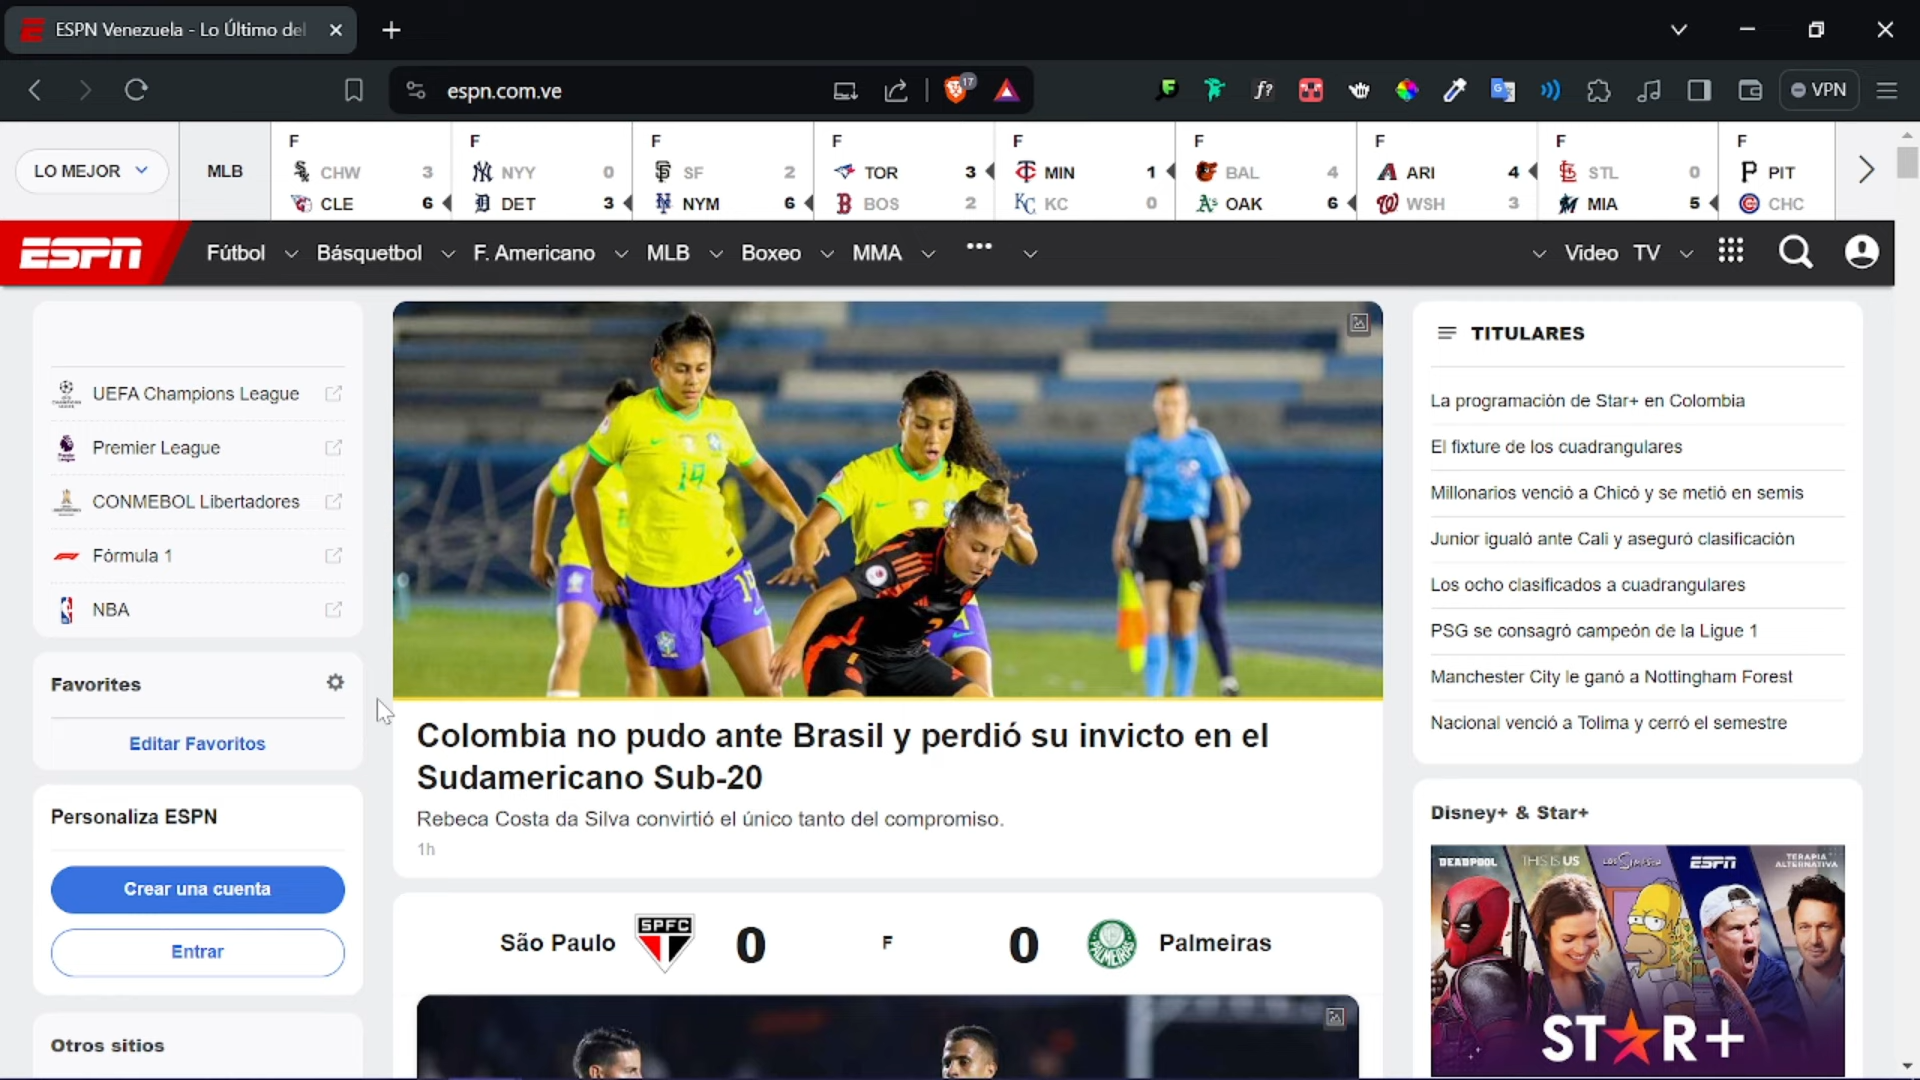 ESPN Venezuela - Lo Último del
espn.com.ve
17
VPN
LO MEJOR
MLB
F
CHW 3
CLE 6
F
NYY 0
DET 3
F
SF 2
NYM 6
F
TOR 3
BOS 2
F
MIN 1
KC 0
F
BAL 4
OAK 6
F
ARI 4
WSH 3
F
STL 0
MIA 5
F
PIT
CHC
ESPN
Fútbol
Básquetbol
F. Americano
MLB
Boxeo
MMA
Video
TV
UEFA Champions League
Premier League
CONMEBOL Libertadores
Fórmula 1
NBA
Favorites
Editar Favoritos
Personaliza ESPN
Crear una cuenta
Entrar
Otros sitios
19
19
Colombia no pudo ante Brasil y perdió su invicto en el
Sudamericano Sub-20
Rebeca Costa da Silva convirtió el único tanto del compromiso.
1h
São Paulo SPFC 0 F 0 PALMEIRAS Palmeiras
TITULARES
La programación de Star+ en Colombia
El fixture de los cuadrangulares
Millonarios venció a Chicó y se metió en semis
Junior igualó ante Cali y aseguró clasificación
Los ocho clasificados a cuadrangulares
PSG se consagró campeón de la Ligue 1
Manchester City le ganó a Nottingham Forest
Nacional venció a Tolima y cerró el semestre
Disney+ & Star+
DEADPOOL
THIS IS US
Los Simpson
ESPN
TERAPIA
ALTERNATIVA
STAR+